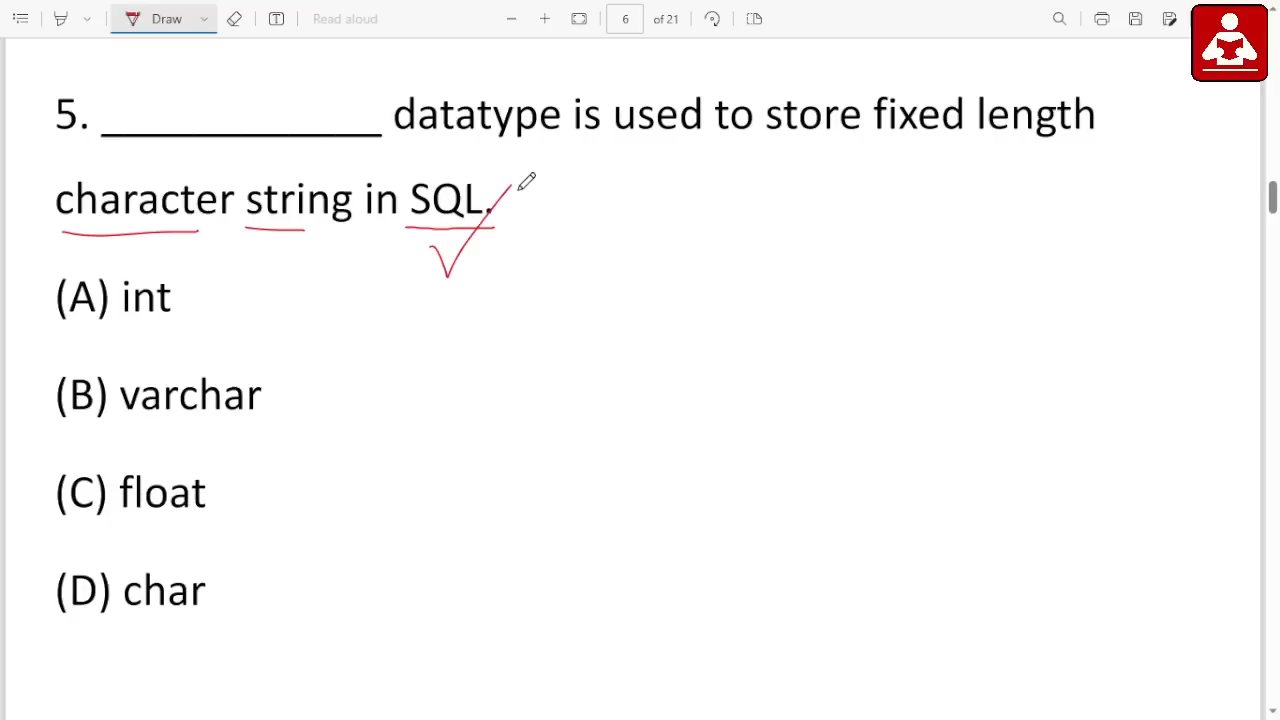 Draw
Read aloud
6
of 21
5. _____________ datatype is used to store fixed length
character string in SQL.
(A) int
(B) varchar
(C) float
(D) char